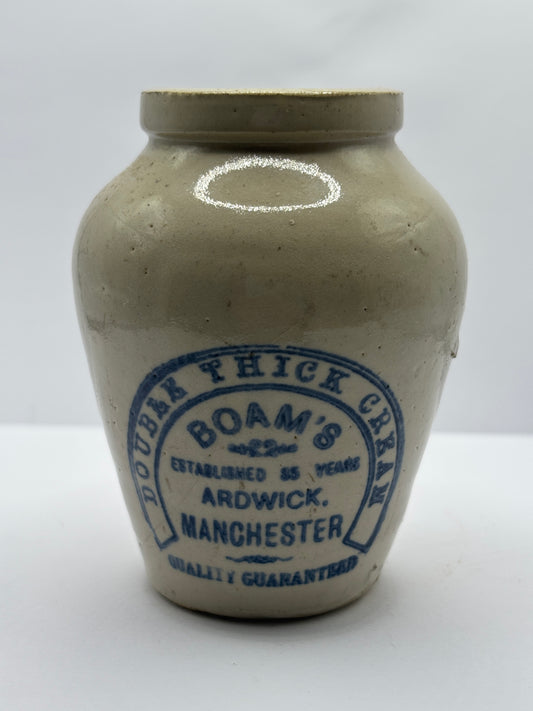 DOUBLE THICK CREAM
BOAM'S
ESTABLISHED 35 YEARS
ARDWICK.
MANCHESTER
QUALITY GUARANTEED